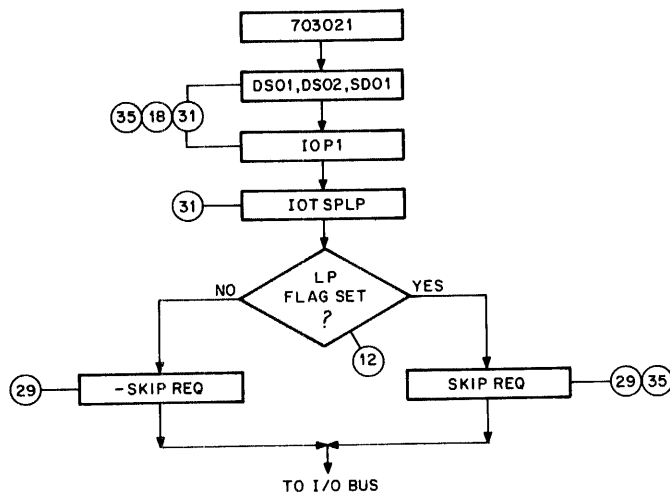 703021
DS01, DS02, SD01
35 18 31
IOP1
31 IOT SPLP
LP
FLAG SET
?
NO
YES
12
29 -SKIP REQ
SKIP REQ 29 35
TO I/O BUS